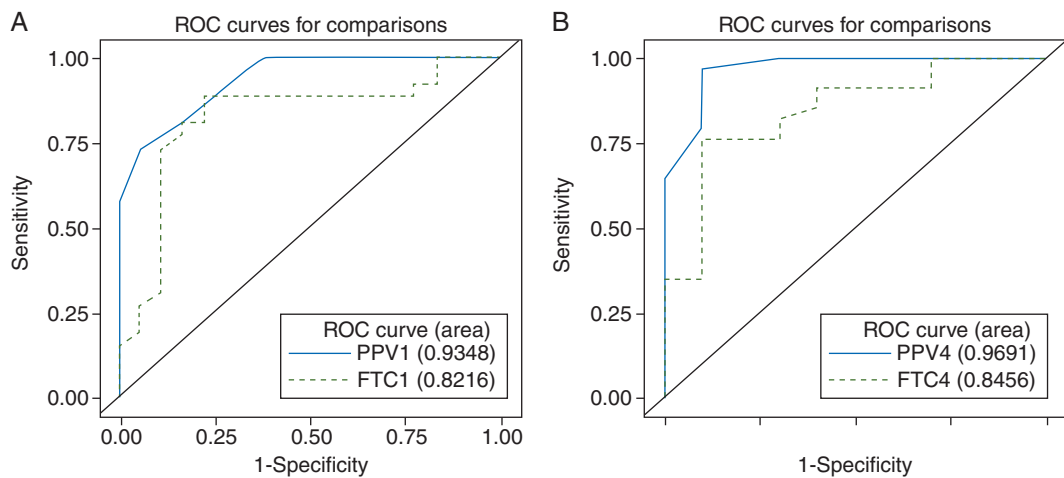 A
ROC curves for comparisons
1.00
0.75
0.50
0.25
0.00
Sensitivity
ROC curve (area)
PPV1 (0.9348)
FTC1 (0.8216)
0.00 0.25 0.50 0.75 1.00
1-Specificity
B
ROC curves for comparisons
1.00
0.75
0.50
0.25
0.00
Sensitivity
ROC curve (area)
PPV4 (0.9691)
FTC4 (0.8456)
1-Specificity